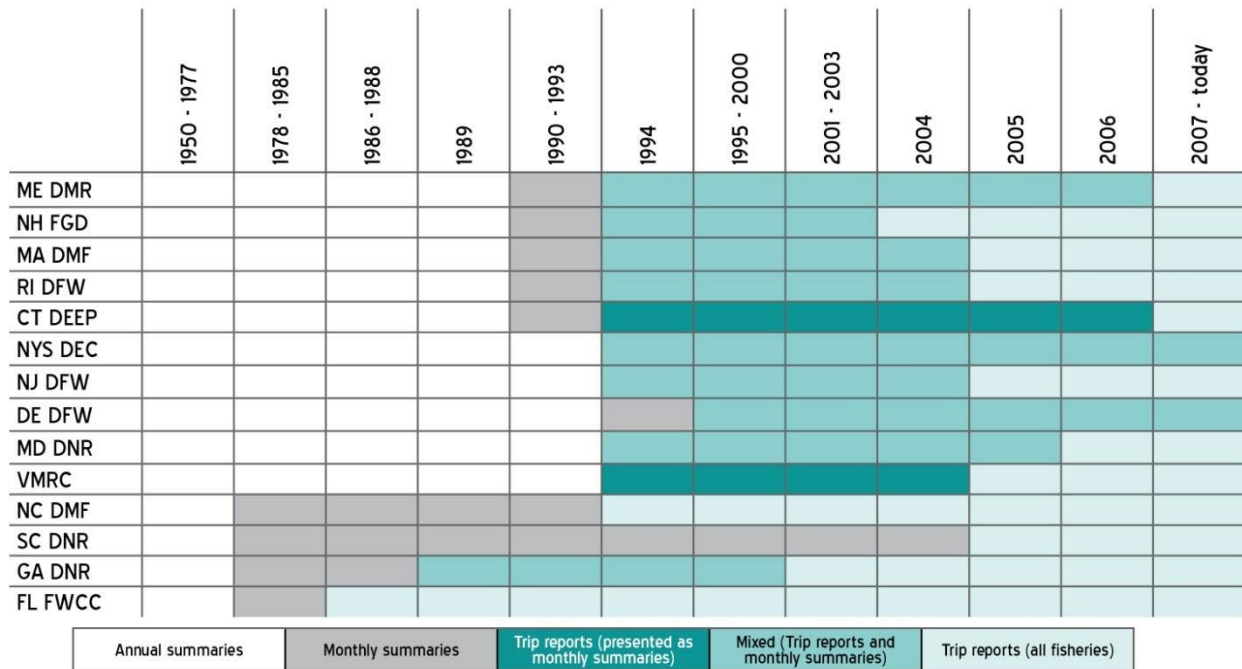 1950 - 1977
1978 - 1985
1986 - 1988
1989
1990 - 1993
1994
1995 - 2000
2001 - 2003
2004
2005
2006
2007 - today
ME DMR
NH FGD
MA DMF
RI DFW
CT DEEP
NYS DEC
NJ DFW
DE DFW
MD DNR
VMRC
NC DMF
SC DNR
GA DNR
FL FWCC
Annual summaries
Monthly summaries
Trip reports (presented as
monthly summaries)
Mixed (Trip reports and
monthly summaries)
Trip reports (all fisheries)